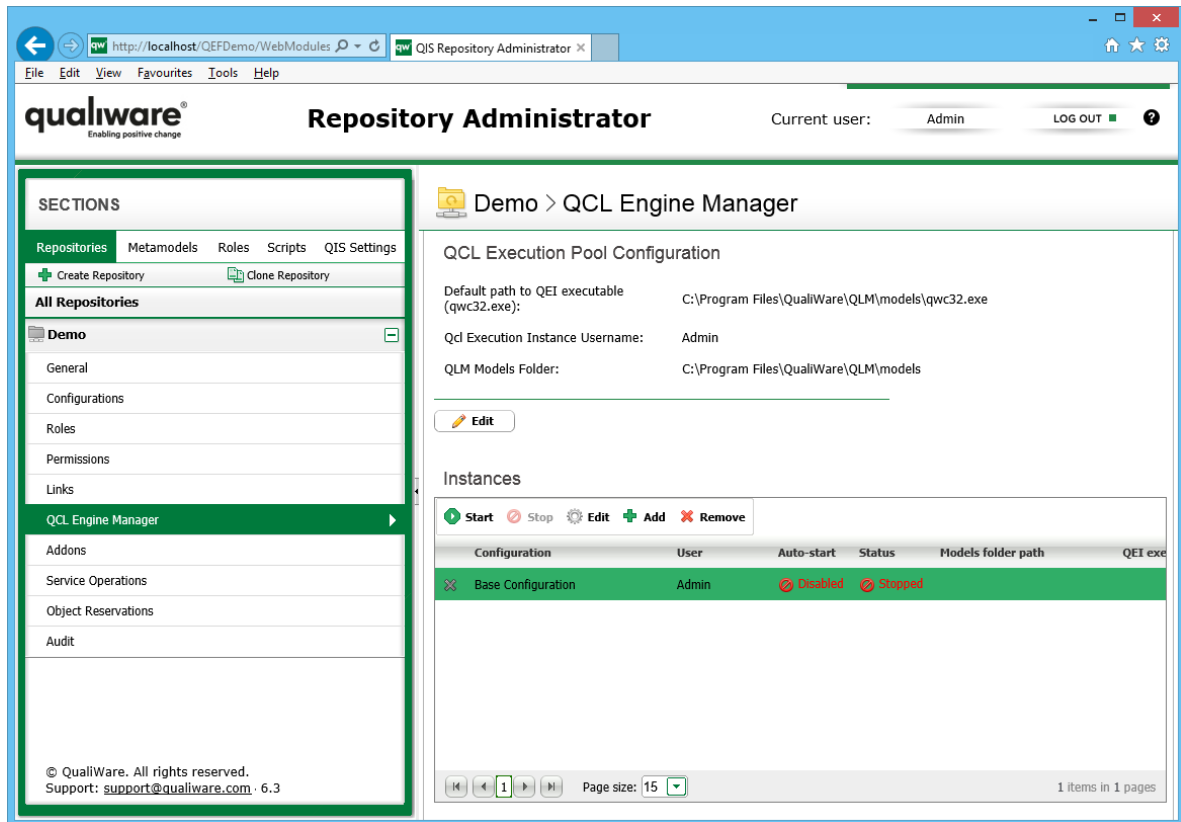 http://localhost/QEFDemo/WebModules
QIS Repository Administrator
File Edit View Favourites Tools Help
qualiware®
Enabling positive change
Repository Administrator
Current user: Admin LOG OUT
SECTIONS
Repositories Metamodels Roles Scripts QIS Settings
Create Repository Clone Repository
All Repositories
Demo
General
Configurations
Roles
Permissions
Links
QCL Engine Manager
Addons
Service Operations
Object Reservations
Audit
© QualiWare. All rights reserved.
Support: support@qualiware.com · 6.3
Demo > QCL Engine Manager
QCL Execution Pool Configuration
Default path to QEI executable
(qwc32.exe):
C:\Program Files\QualiWare\QLM\models\qwc32.exe
Qcl Execution Instance Username: Admin
QLM Models Folder: C:\Program Files\QualiWare\QLM\models
Edit
Instances
Start Stop Edit Add Remove
Configuration User Auto-start Status Models folder path QEI exe
Base Configuration Admin Disabled Stopped
1 Page size: 15 1 items in 1 pages